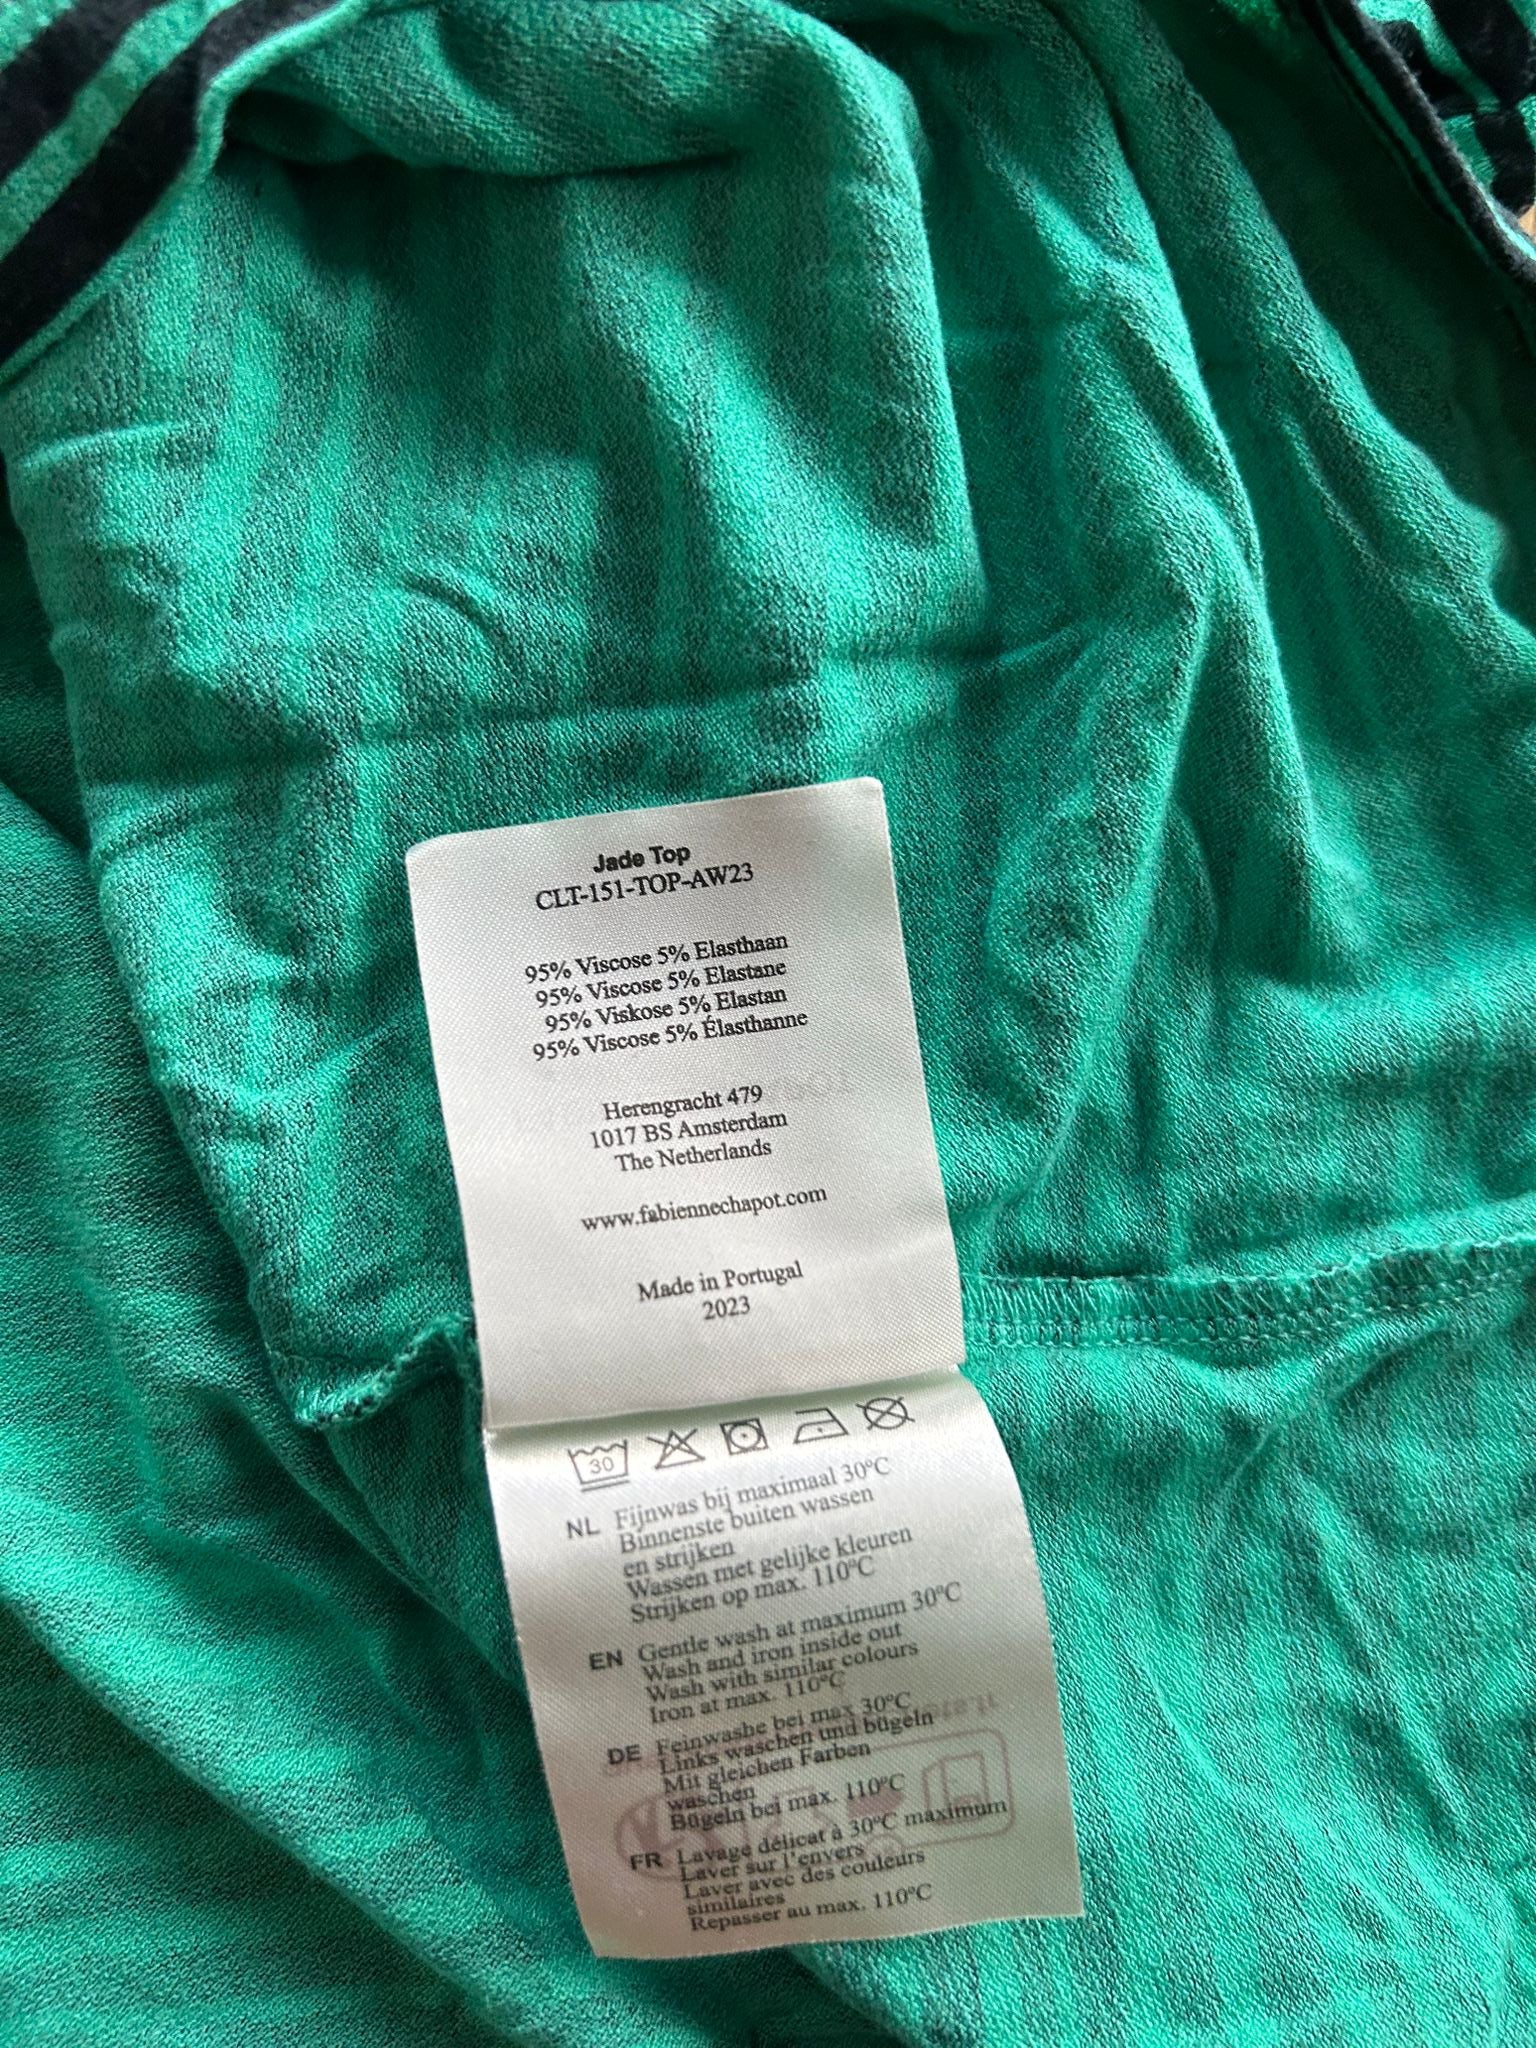 Jade Top
CLT-151-TOP-AW23
95% Viscose 5% Elasthaan
95% Viscose 5% Elastane
95% Viskose 5% Elastan
95% Viscose 5% Élasthanne
Herengracht 479
1017 BS Amsterdam
The Netherlands
www.fabiennechapot.com
Made in Portugal
2023
30
NL Fijnwas bij maximaal 30°C
Binnenste buiten wassen
en strijken
Wassen met gelijke kleuren
Strijken op max. 110°C
EN Gentle wash at maximum 30°C
Wash and iron inside out
Wash with similar colours
Iron at max. 110°C
DE Feinwashe bei max 30°C
Links waschen und bügeln
Mit gleichen Farben
waschen
Bügeln bei max. 110°C
FR Lavage délicat à 30°C maximum
Laver sur l'envers
Laver avec des couleurs
similaires
Repasser au max. 110°C